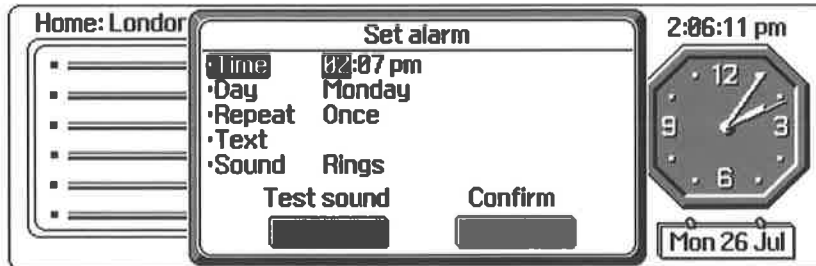 Home: Londor
Set alarm
2:06:11 pm
·Time 02:07 pm
·Day Monday
·Repeat Once
·Text
·Sound Rings
Test sound Confirm
12
9 3
6
Mon 26 Jul